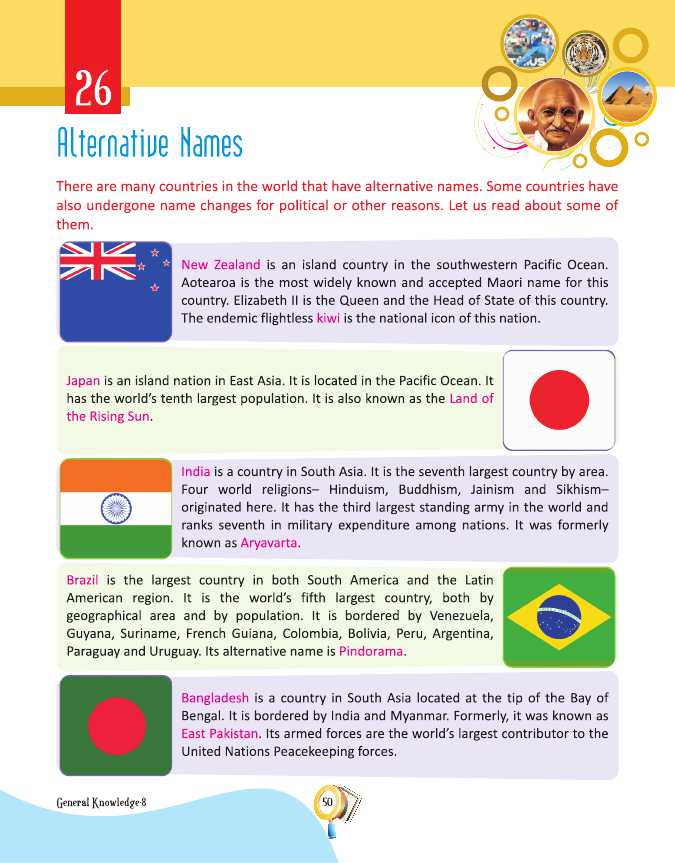 26
Alternative Names
There are many countries in the world that have alternative names. Some countries have
also undergone name changes for political or other reasons. Let us read about some of
them.
New Zealand is an island country in the southwestern Pacific Ocean.
Aotearoa is the most widely known and accepted Maori name for this
country. Elizabeth II is the Queen and the Head of State of this country.
The endemic flightless kiwi is the national icon of this nation.
Japan is an island nation in East Asia. It is located in the Pacific Ocean. It
has the world's tenth largest population. It is also known as the Land of
the Rising Sun.
India is a country in South Asia. It is the seventh largest country by area.
Four world religions– Hinduism, Buddhism, Jainism and Sikhism–
originated here. It has the third largest standing army in the world and
ranks seventh in military expenditure among nations. It was formerly
known as Aryavarta.
Brazil is the largest country in both South America and the Latin
American region. It is the world's fifth largest country, both by
geographical area and by population. It is bordered by Venezuela,
Guyana, Suriname, French Guiana, Colombia, Bolivia, Peru, Argentina,
Paraguay and Uruguay. Its alternative name is Pindorama.
Bangladesh is a country in South Asia located at the tip of the Bay of
Bengal. It is bordered by India and Myanmar. Formerly, it was known as
East Pakistan. Its armed forces are the world's largest contributor to the
United Nations Peacekeeping forces.
General Knowledge-8
50